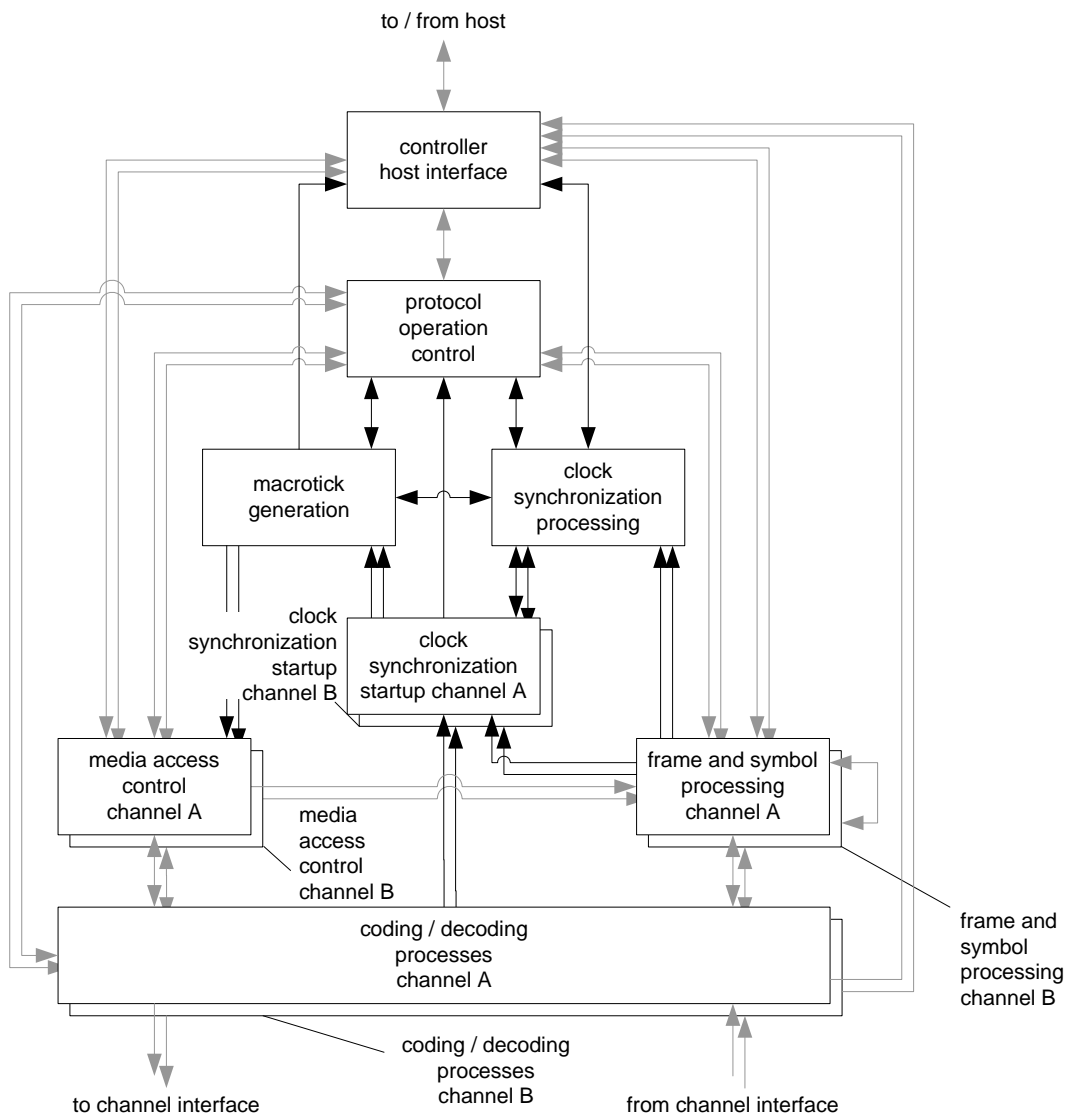 to / from host
controller
host interface
protocol
operation
control
macrotick
generation
clock
synchronization
processing
clock
synchronization
startup
channel B
clock
synchronization
startup channel A
media access
control
channel A
frame and symbol
processing
channel A
media
access
control
channel B
coding / decoding
processes
channel A
frame and
symbol
processing
channel B
coding / decoding
processes
channel B
to channel interface
from channel interface